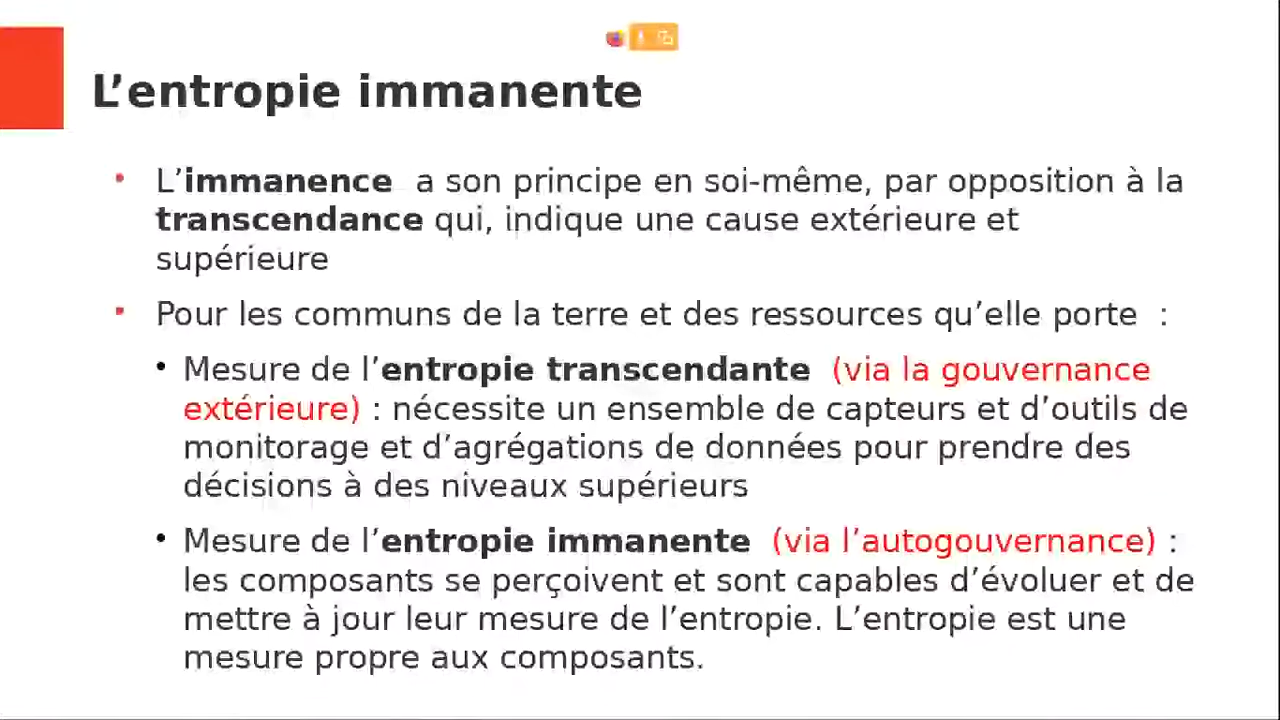 L’entropie immanente
L’immanence a son principe en soi-même, par opposition à la
transcendance qui, indique une cause extérieure et
supérieure
Pour les communs de la terre et des ressources qu’elle porte :
Mesure de l’entropie transcendante (via la gouvernance
extérieure) : nécessite un ensemble de capteurs et d’outils de
monitorage et d’agrégations de données pour prendre des
décisions à des niveaux supérieurs
Mesure de l’entropie immanente (via l’autogouvernance) :
les composants se perçoivent et sont capables d’évoluer et de
mettre à jour leur mesure de l’entropie. L’entropie est une
mesure propre aux composants.